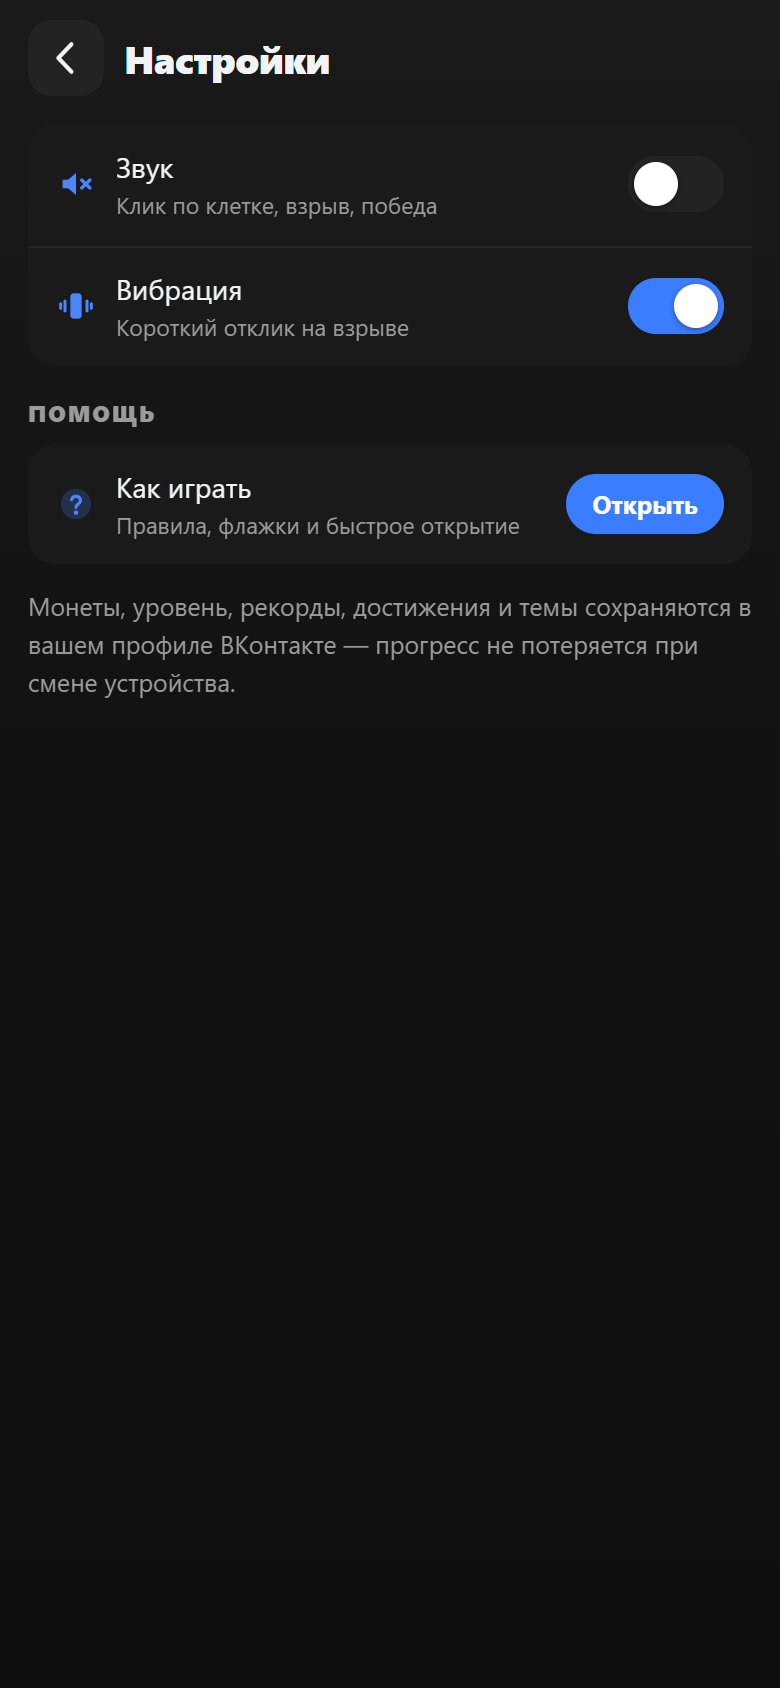 Настройки
Звук
Клик по клетке, взрыв, победа
Вибрация
Короткий отклик на взрыве
ПОМОЩЬ
Как играть
Правила, флажки и быстрое открытие
Открыть
Монеты, уровень, рекорды, достижения и темы сохраняются в
вашем профиле ВКонтакте — прогресс не потеряется при
смене устройства.